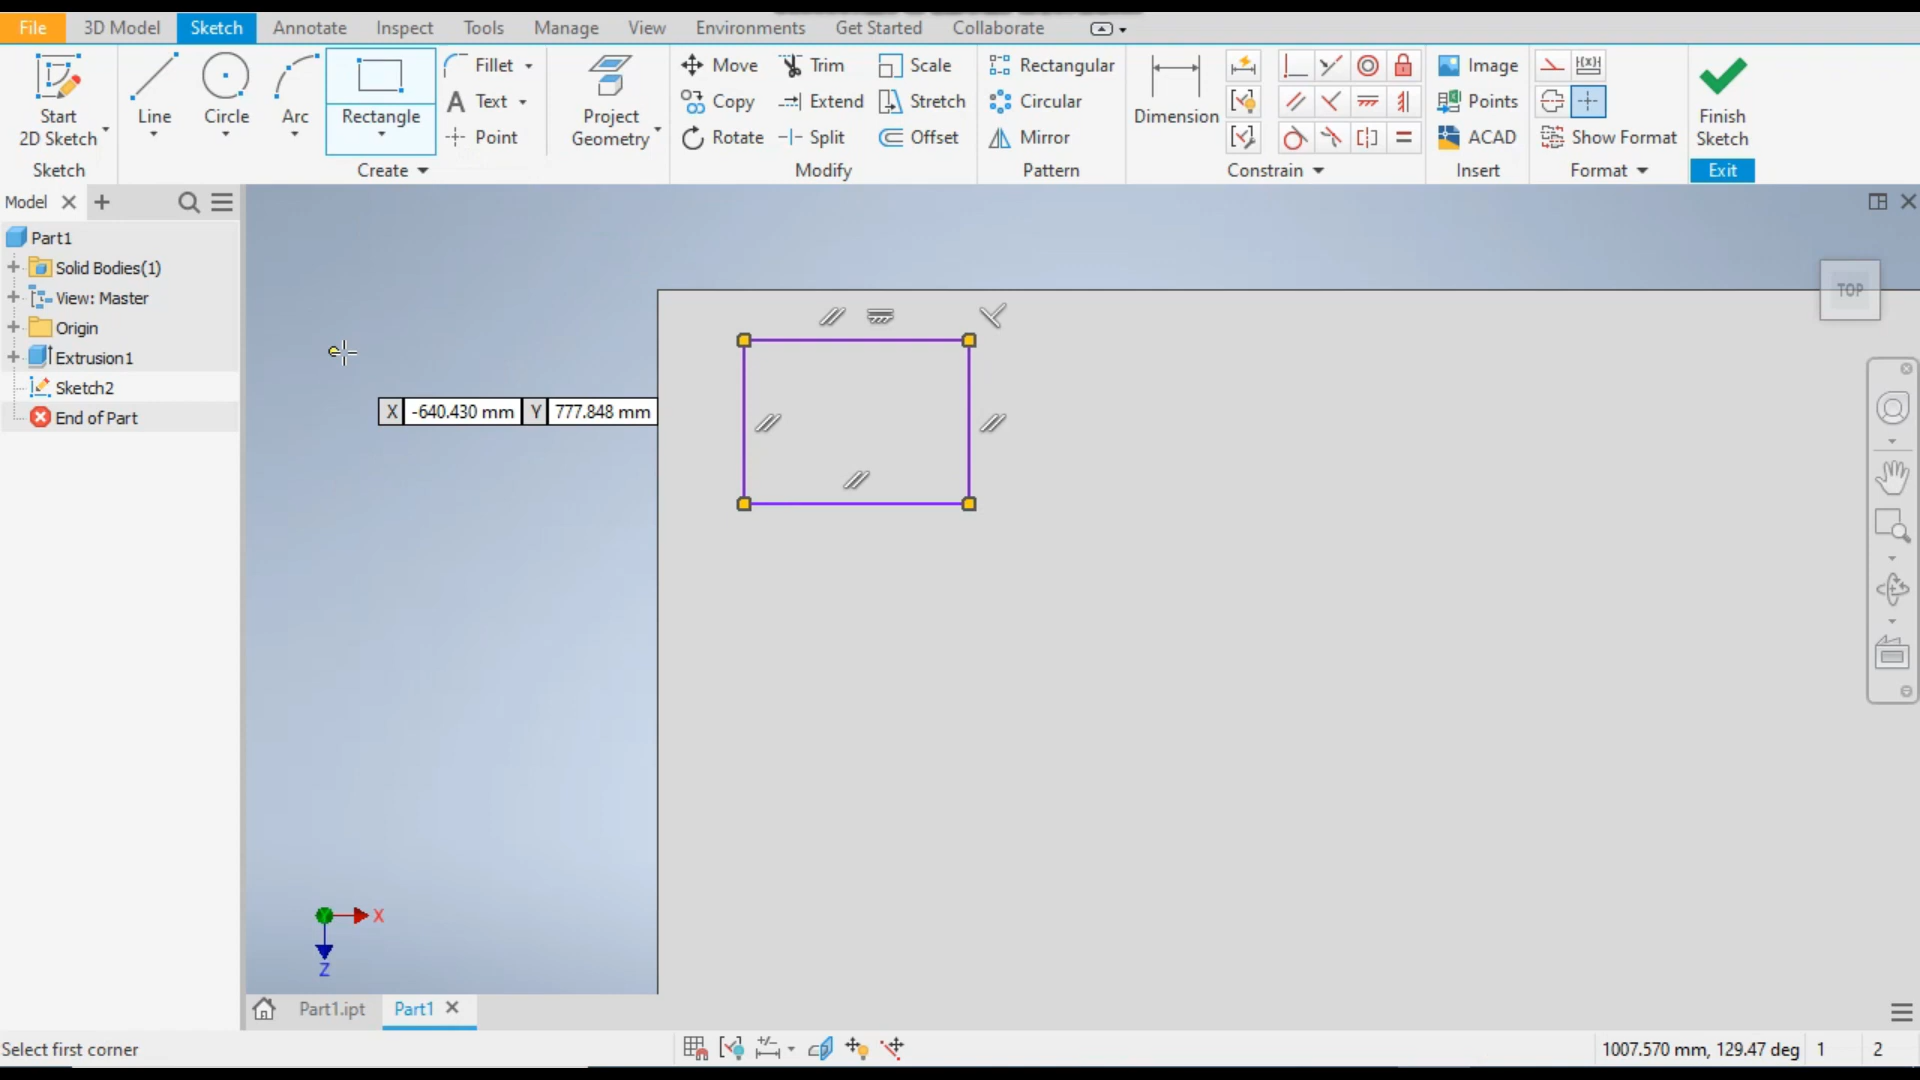 File 3D Model Sketch Annotate Inspect Tools Manage View Environments Get Started Collaborate
Start
2D Sketch
Line
Circle
Arc
Rectangle
Fillet
Text
Point
Project
Geometry
Move
Trim
Scale
Copy
Extend
Stretch
Rotate
Split
Offset
Rectangular
Circular
Mirror
Dimension
Image
Points
ACAD
Show Format
Finish
Sketch
Sketch Create Modify Pattern Constrain Insert Format Exit
Model
Part1
Solid Bodies(1)
View: Master
Origin
Extrusion1
Sketch2
End of Part
TOP
X -640.430 mm Y 777.848 mm
X
Z
Part1.ipt Part1
Select first corner
1007.570 mm, 129.47 deg 1 2